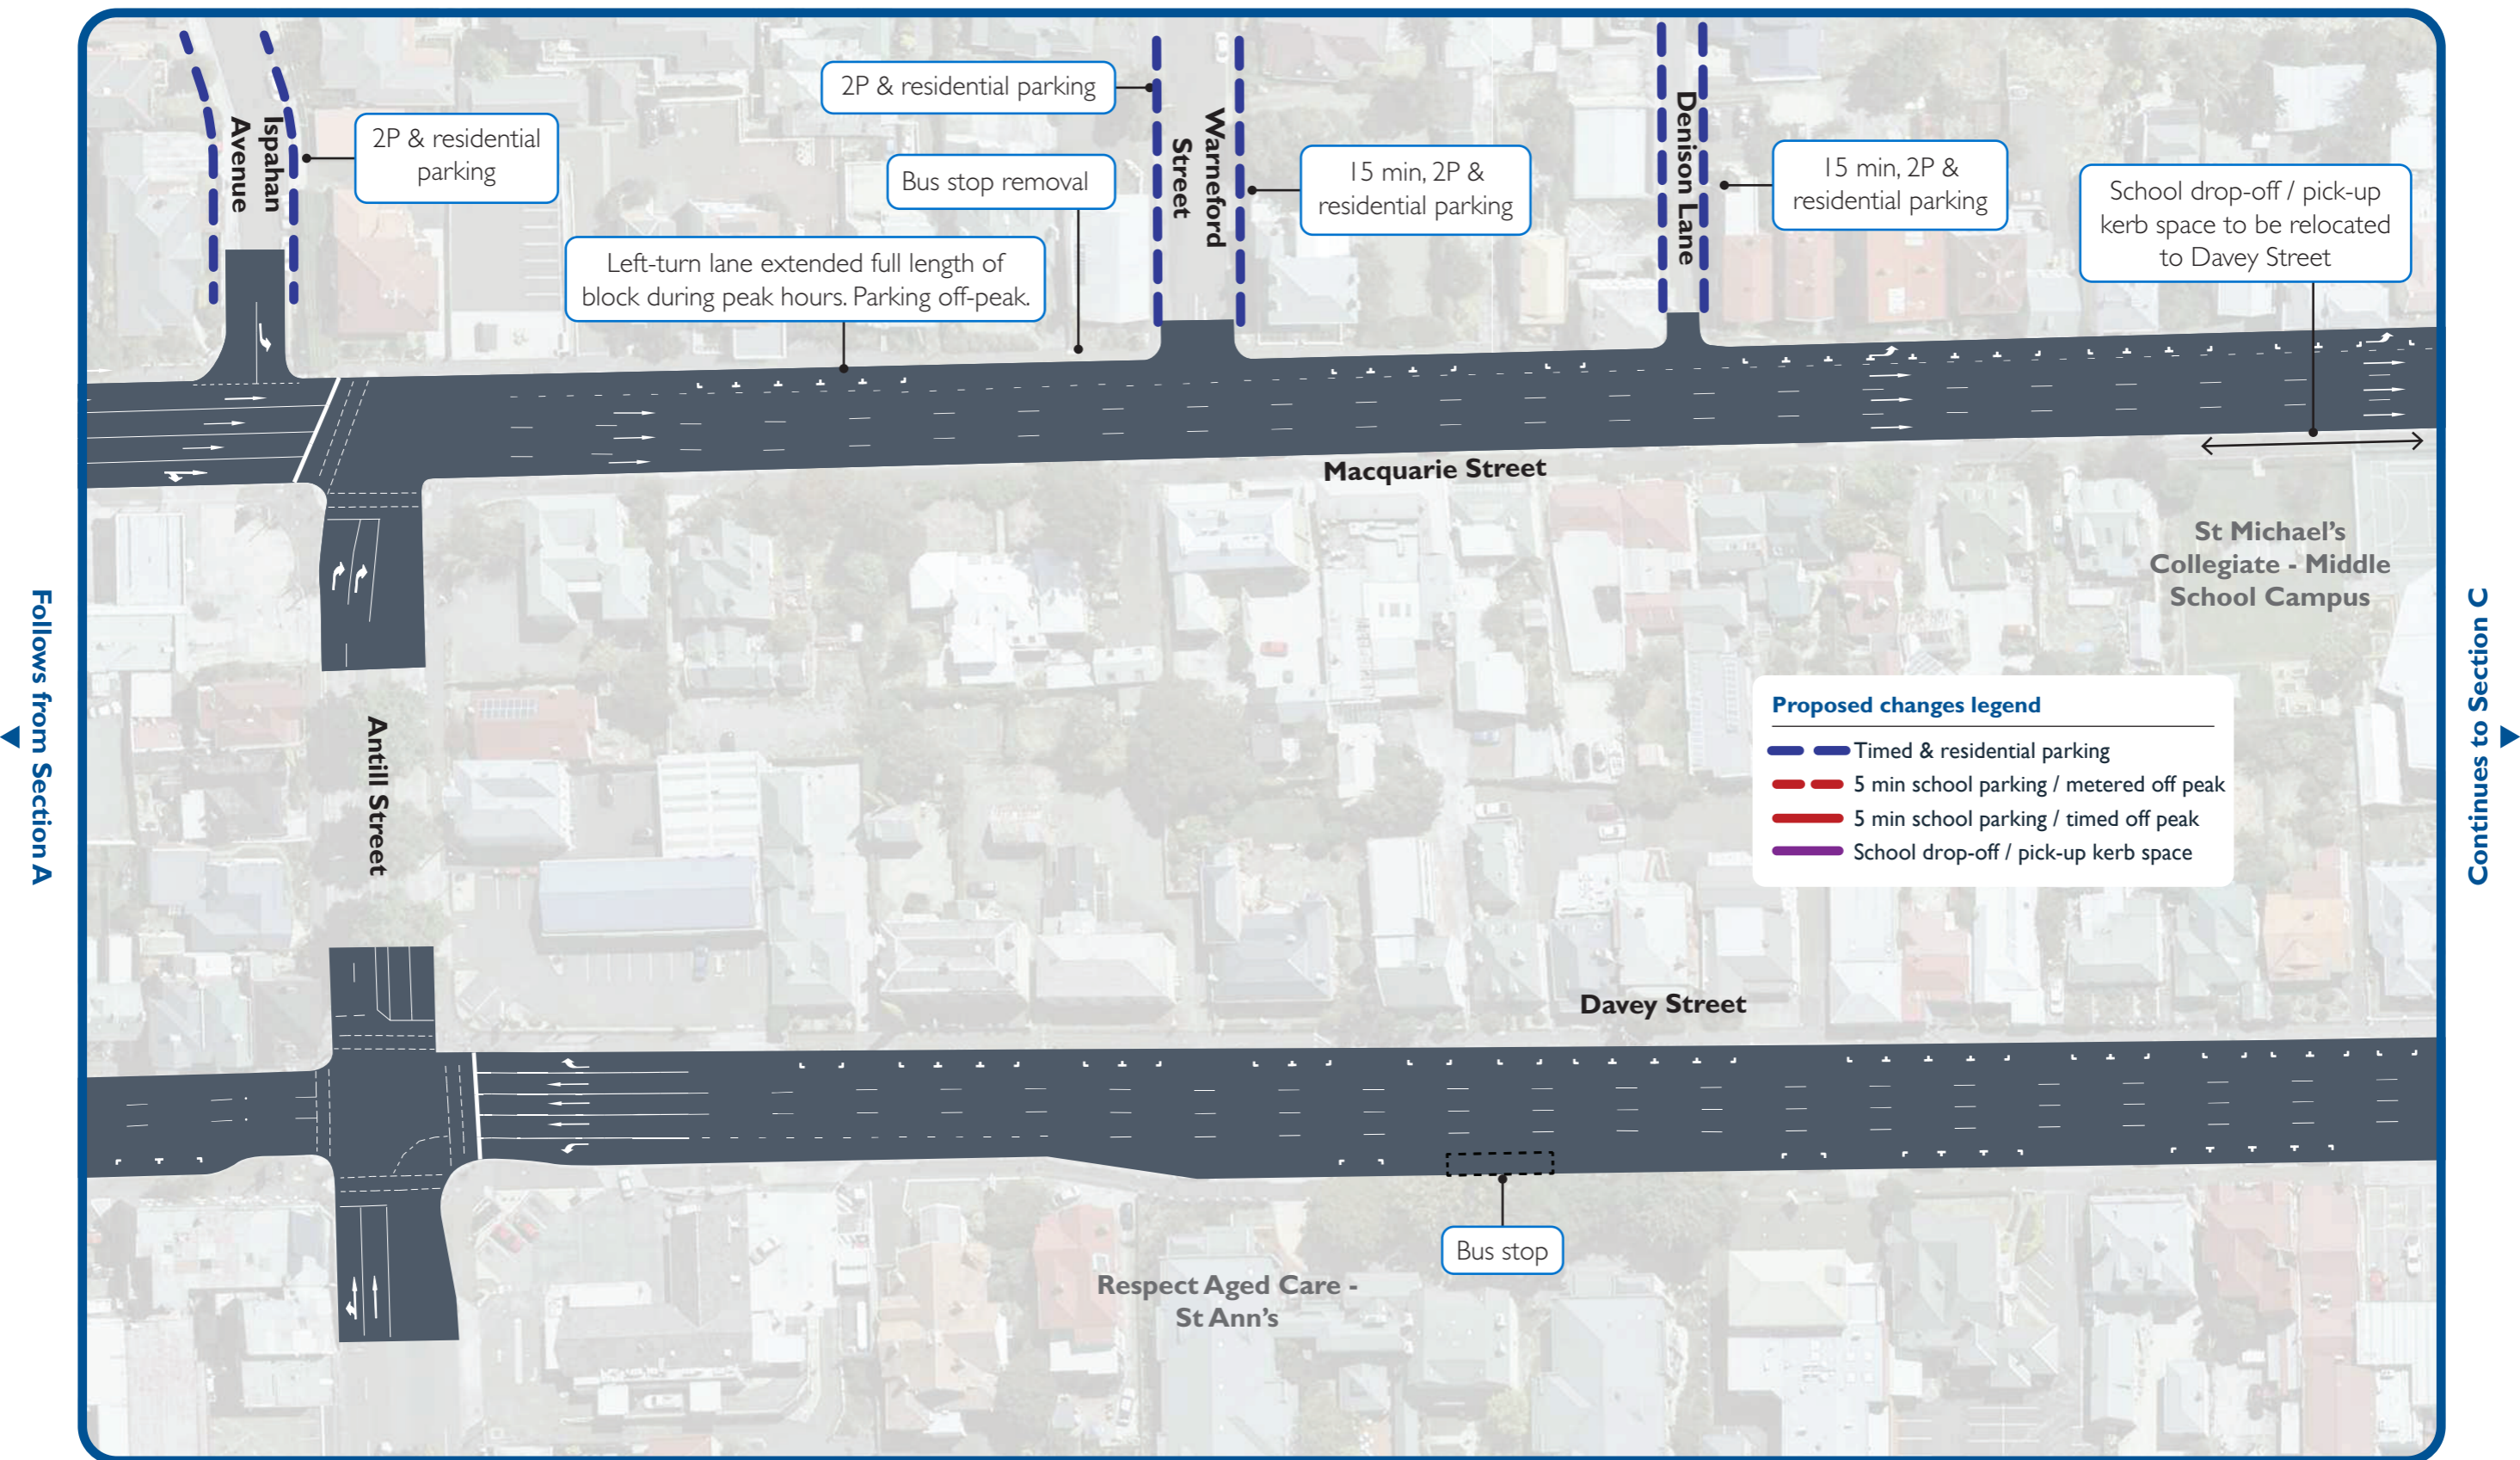 2P & residential parking
Ispahan
Avenue
2P & residential
parking
Bus stop removal
Warneford
Street
15 min, 2P &
residential parking
Denison Lane
15 min, 2P &
residential parking
School drop-off / pick-up
kerb space to be relocated
to Davey Street
Left-turn lane extended full length of
block during peak hours. Parking off-peak.
Macquarie Street
St Michael's
Collegiate - Middle
School Campus
Follows from Section A
Continues to Section C
Antill Street
Proposed changes legend
Timed & residential parking
5 min school parking / metered off peak
5 min school parking / timed off peak
School drop-off / pick-up kerb space
Davey Street
Bus stop
Respect Aged Care -
St Ann's